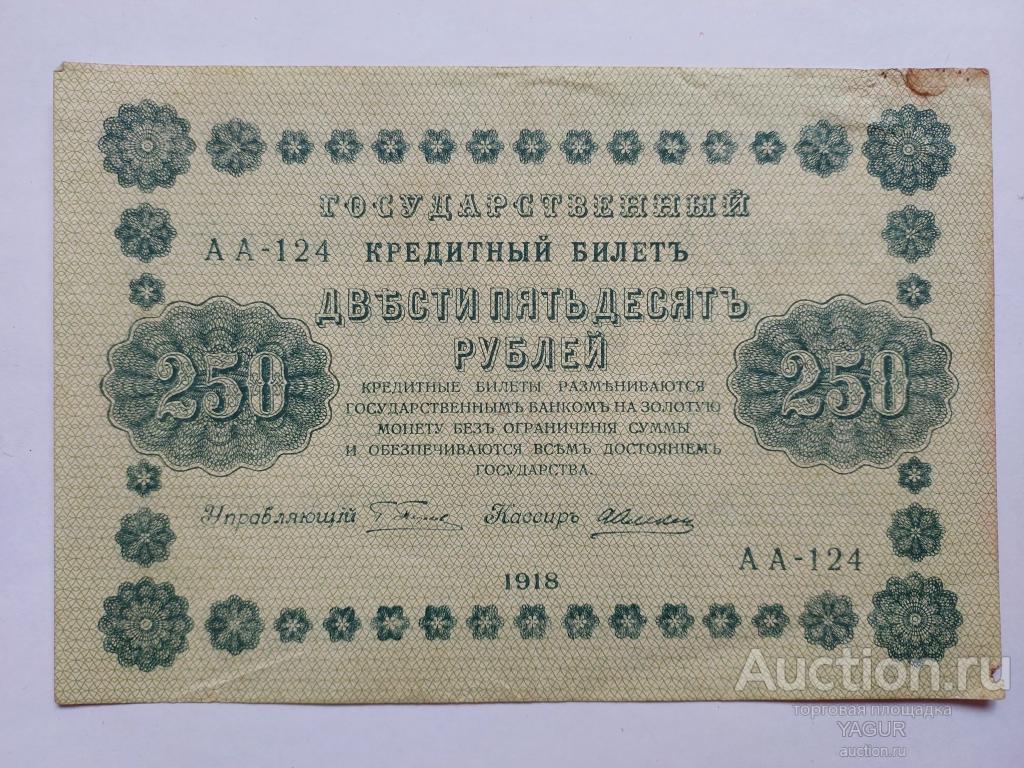 ГОСУДАРСТВЕННЫЙ
АА-124 КРЕДИТНЫЙ БИЛЕТЪ
ДВѢСТИ ПЯТЬДЕСЯТЪ
РУБЛЕЙ
250
250
КРЕДИТНЫЕ БИЛЕТЫ РАЗМѢНИВАЮТСЯ
ГОСУДАРСТВЕННЫМЪ БАНКОМЪ НА ЗОЛОТУЮ
МОНЕТУ БЕЗЪ ОГРАНИЧЕНІЯ СУММЫ
И ОБЕЗПЕЧИВАЮТСЯ ВСѢМЪ ДОСТОЯНІЕМЪ
ГОСУДАРСТВА.
Управляющій Кассиръ
АА-124
1918
Auction.ru
торговая площадка
YAGUR
auction.ru